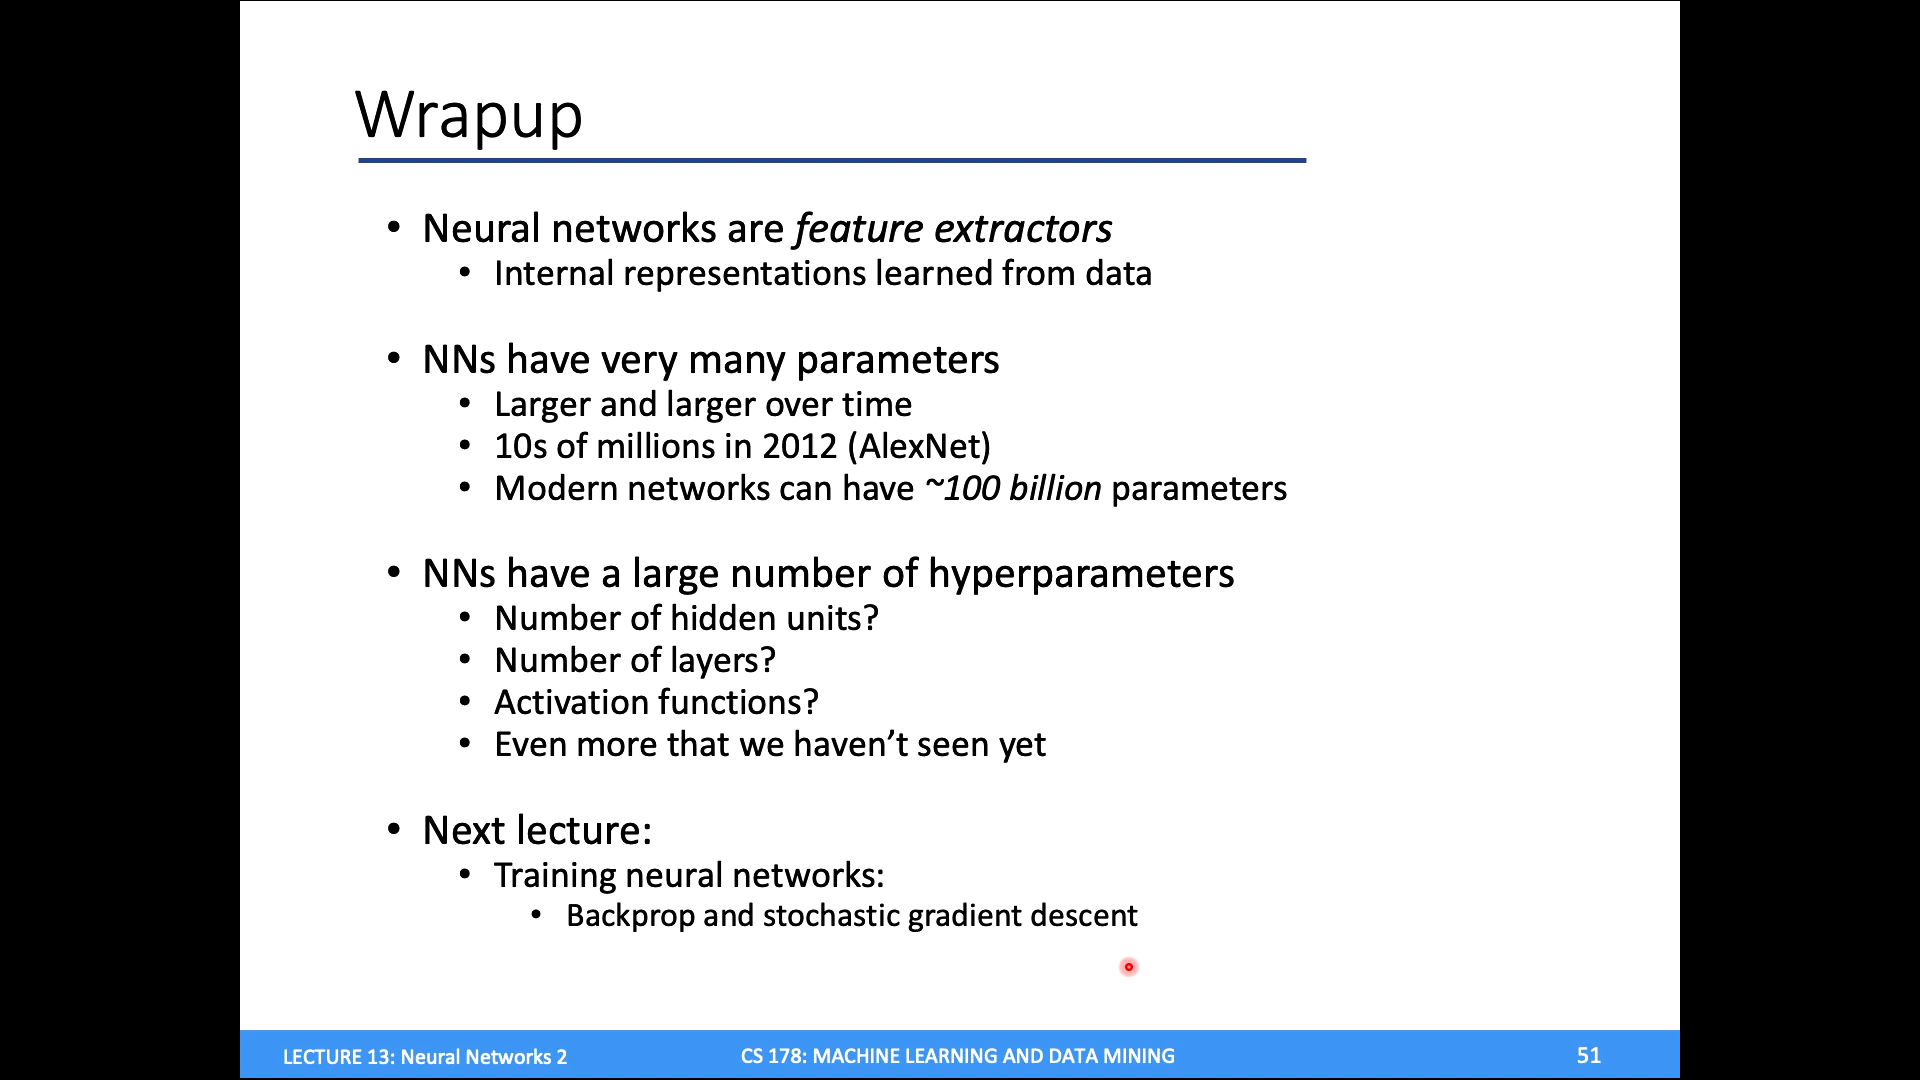 Wrapup
• Neural networks are feature extractors
• Internal representations learned from data
• NNs have very many parameters
• Larger and larger over time
• 10s of millions in 2012 (AlexNet)
• Modern networks can have ~100 billion parameters
• NNs have a large number of hyperparameters
• Number of hidden units?
• Number of layers?
• Activation functions?
• Even more that we haven’t seen yet
• Next lecture:
• Training neural networks:
• Backprop and stochastic gradient descent
LECTURE 13: Neural Networks 2
CS 178: MACHINE LEARNING AND DATA MINING
51